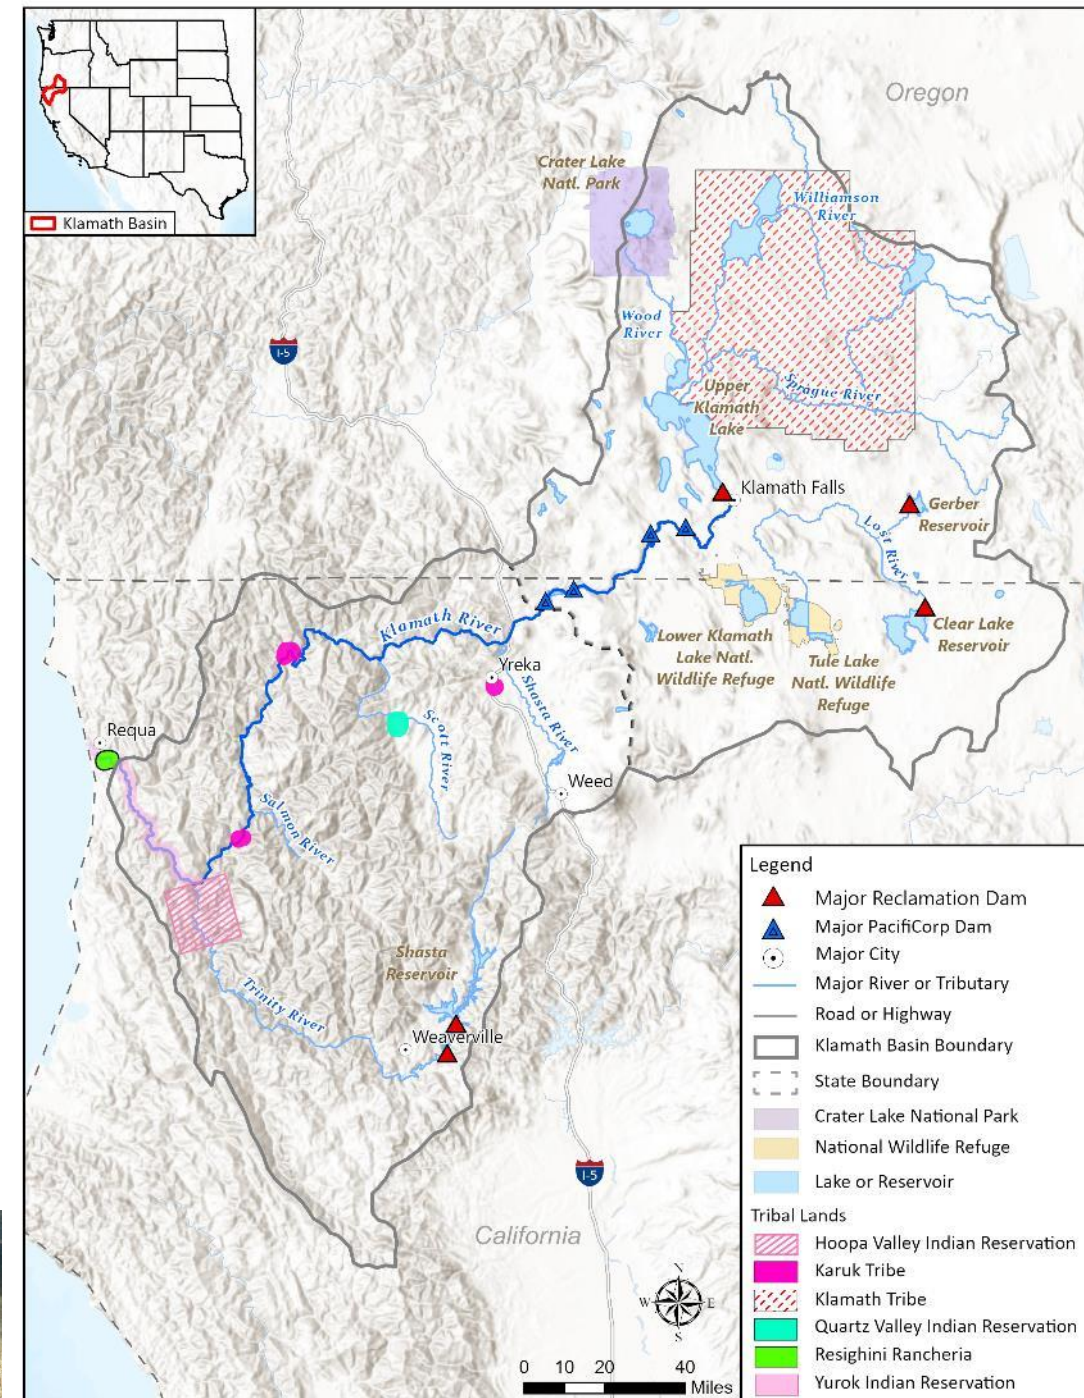 Klamath Basin
Oregon
Crater Lake
Natl. Park
Williamson
River
I-5
Wood
River
Sprague River
Upper
Klamath
Lake
Klamath Falls
Gerber
Reservoir
Lost River
Klamath River
Lower Klamath
Lake Natl.
Wildlife Refuge
Tule Lake
Natl. Wildlife
Refuge
Clear Lake
Reservoir
Yreka
Shasta River
Scott River
Requa
Weed
Salmon River
Shasta
Reservoir
Trinity River
Weaverville
I-5
California
N
W
E
S
0 10 20 40
Miles
Legend
Major Reclamation Dam
Major PacifiCorp Dam
Major City
Major River or Tributary
Road or Highway
Klamath Basin Boundary
State Boundary
Crater Lake National Park
National Wildlife Refuge
Lake or Reservoir
Tribal Lands
Hoopa Valley Indian Reservation
Karuk Tribe
Klamath Tribe
Quartz Valley Indian Reservation
Resighini Rancheria
Yurok Indian Reservation